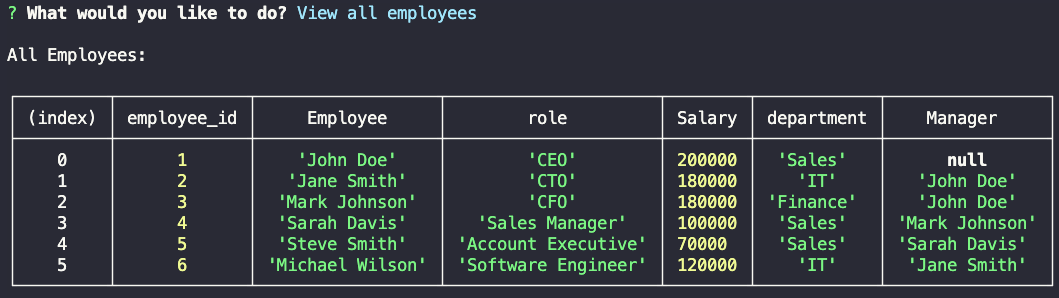 ? What would you like to do? View all employees
All Employees:
(index) employee_id Employee role Salary department Manager
0 1 'John Doe' 'CEO' 200000 'Sales' null
1 2 'Jane Smith' 'CTO' 180000 'IT' 'John Doe'
2 3 'Mark Johnson' 'CFO' 180000 'Finance' 'John Doe'
3 4 'Sarah Davis' 'Sales Manager' 100000 'Sales' 'Mark Johnson'
4 5 'Steve Smith' 'Account Executive' 70000 'Sales' 'Sarah Davis'
5 6 'Michael Wilson' 'Software Engineer' 120000 'IT' 'Jane Smith'